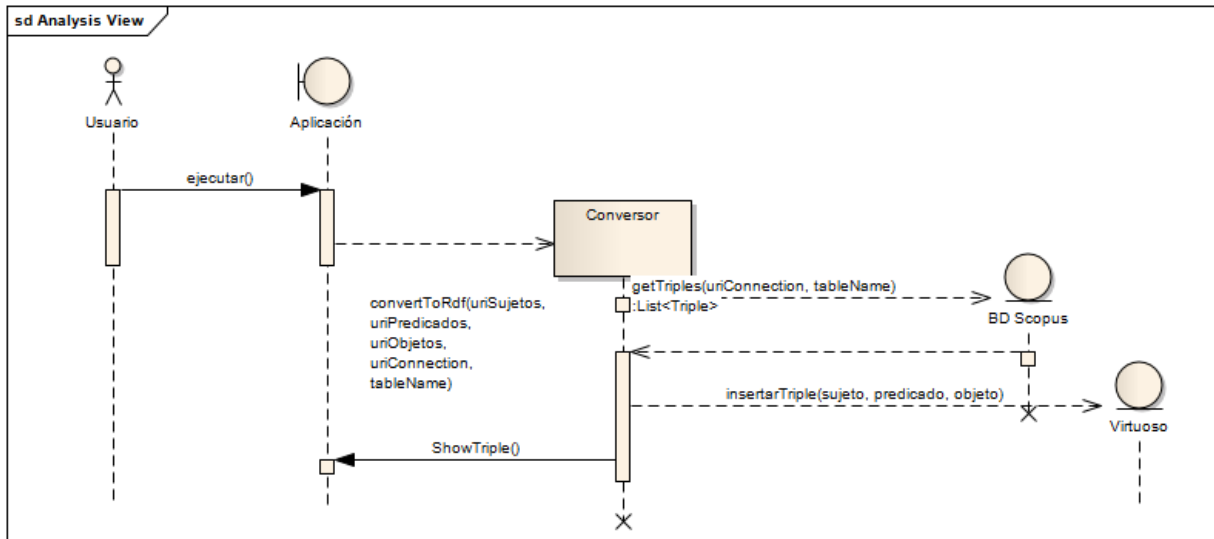 sd Analysis View
Usuario
Aplicación
ejecutar()
Conversor
getTriples(uriConnection, tableName)
:List<Triple>
convertToRdf(uriSujetos,
uriPredicados,
uriObjetos,
uriConnection,
tableName)
BD Scopus
insertarTriple(sujeto, predicado, objeto)
Virtuoso
ShowTriple()